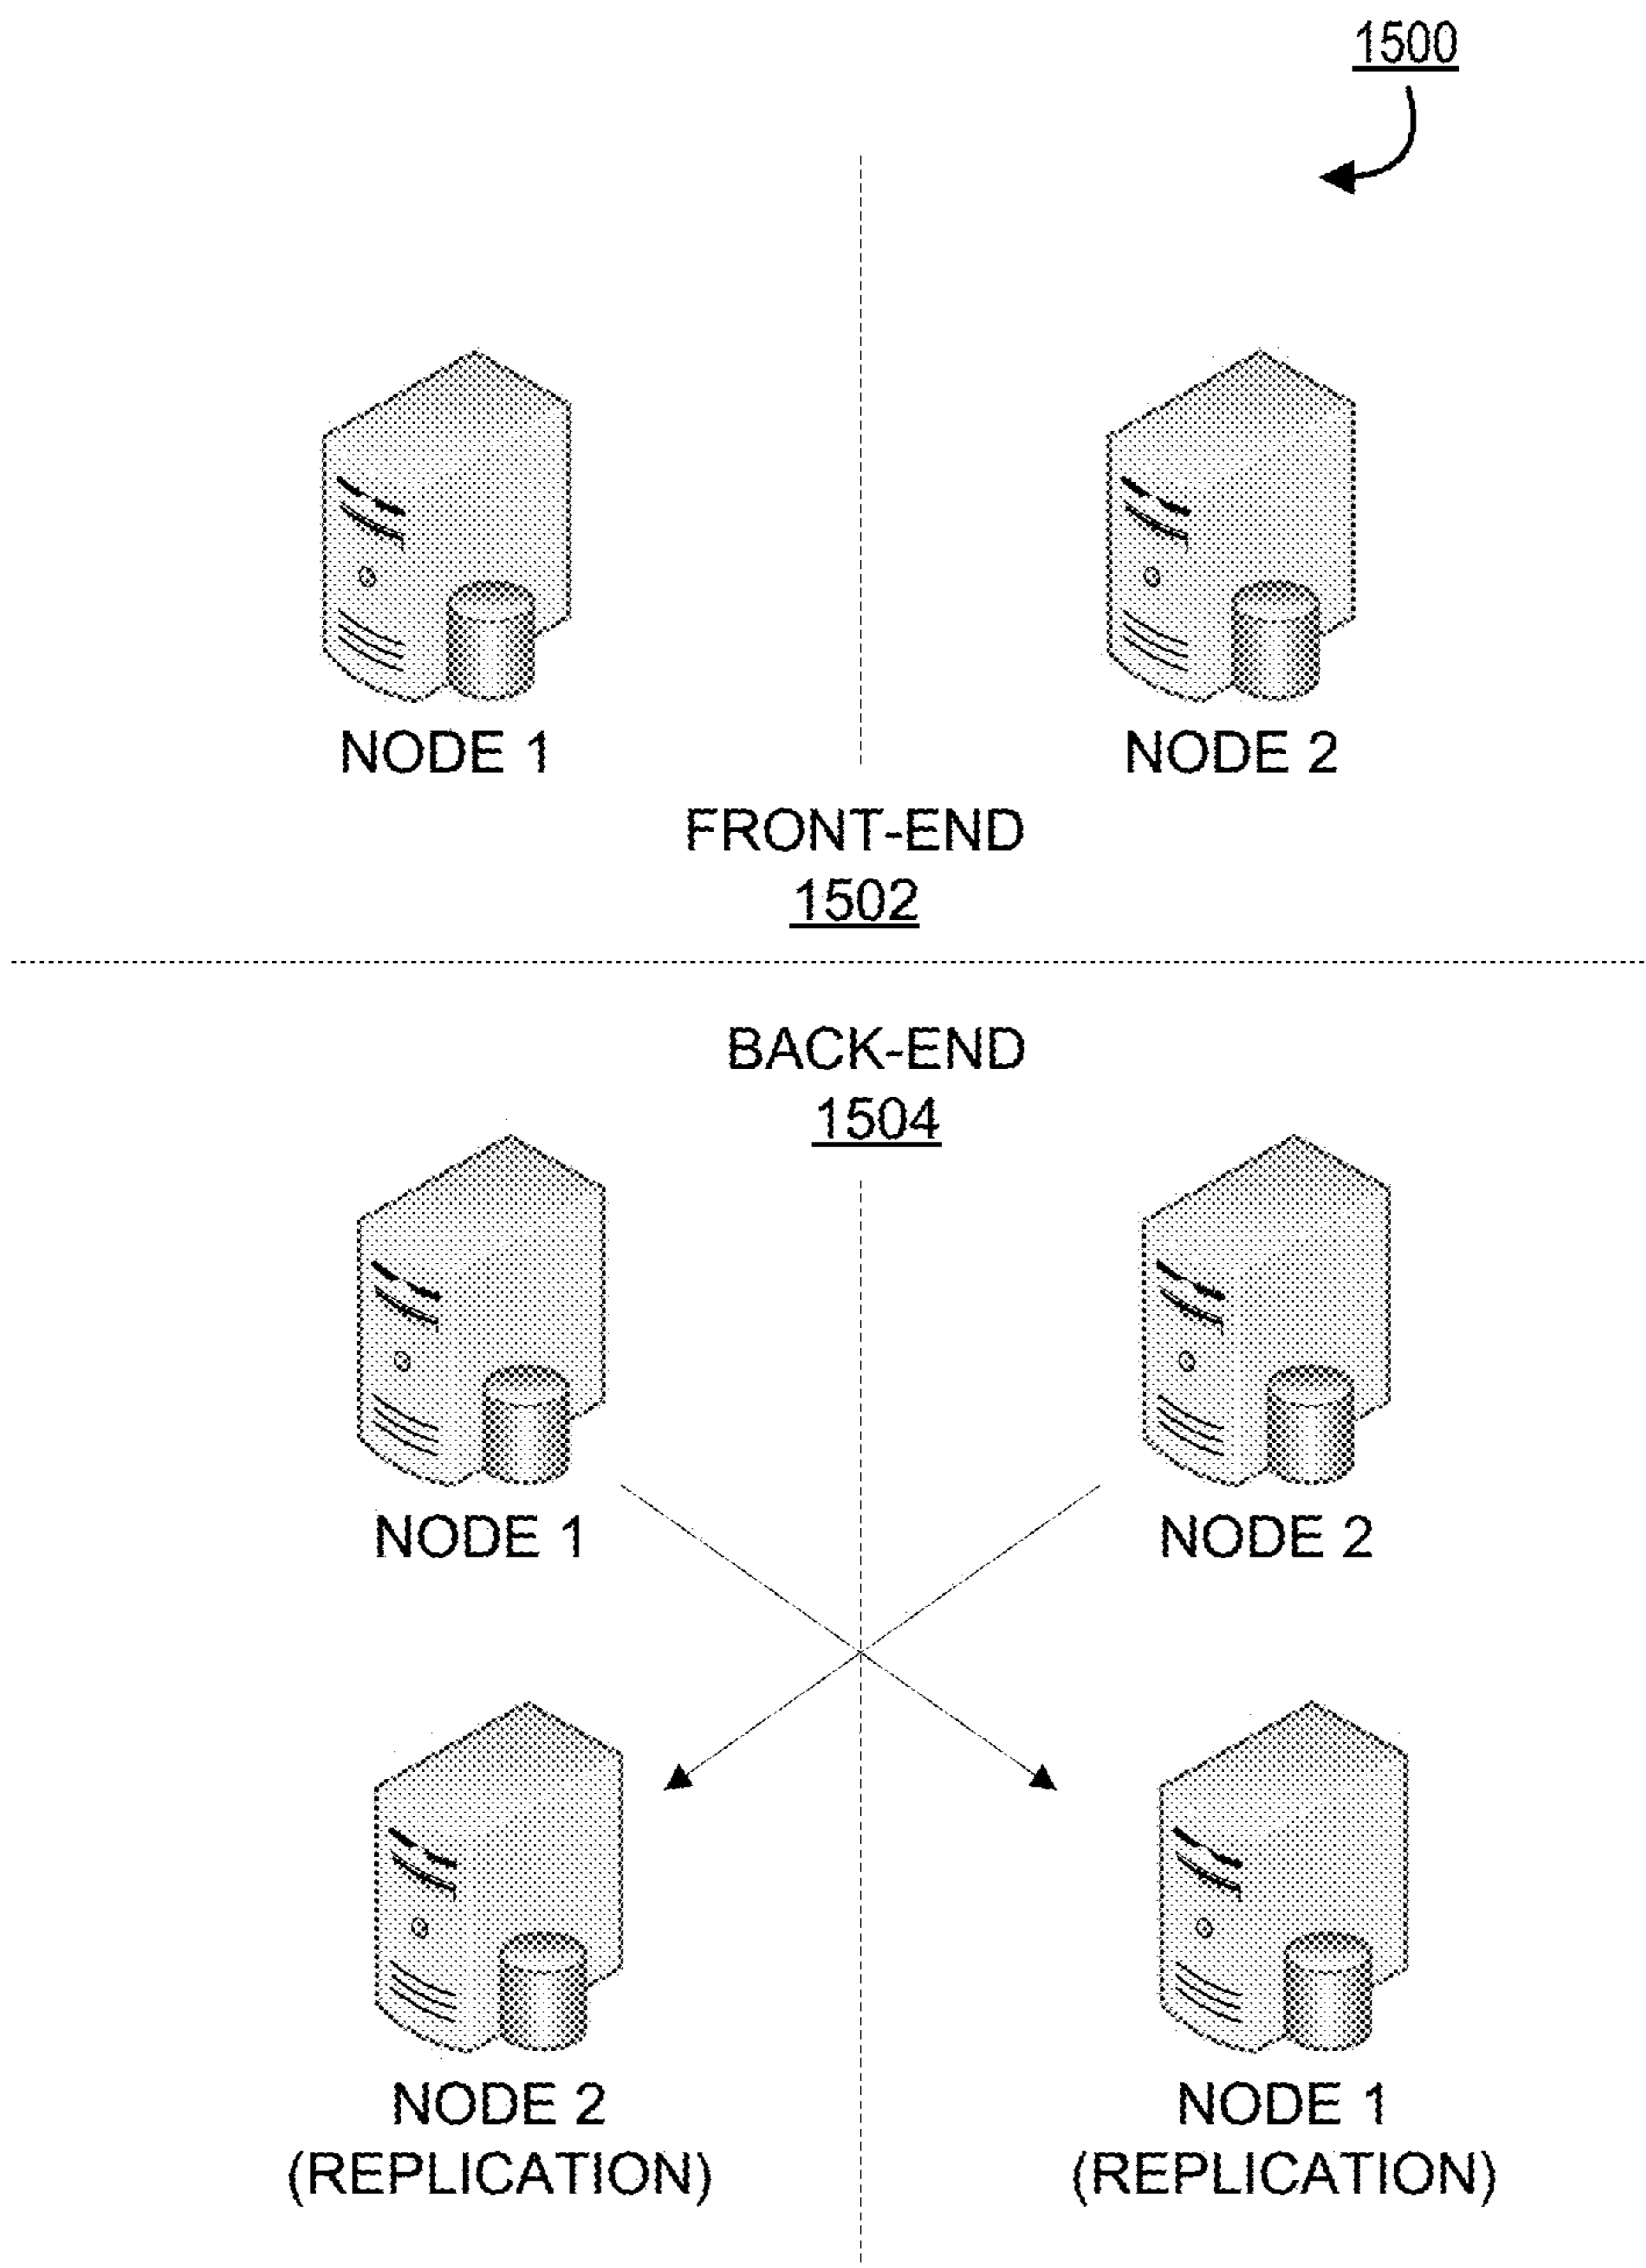 1500
NODE 1
NODE 2
FRONT-END
1502
BACK-END
1504
NODE 1
NODE 2
NODE 2
(REPLICATION)
NODE 1
(REPLICATION)